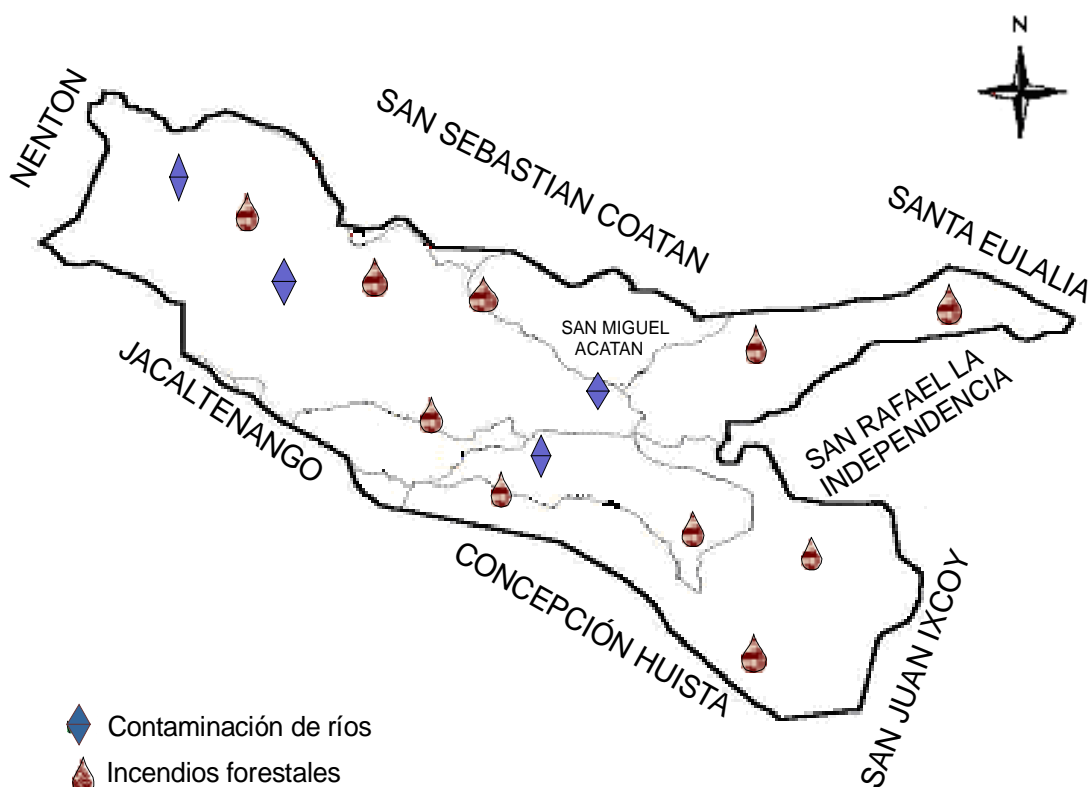 N
NENTON
SAN SEBASTIAN COATAN
SANTA EULALIA
SAN MIGUEL
ACATAN
JACALTENANGO
SAN RAFAEL LA
INDEPENDENCIA
CONCEPCIÓN HUISTA
SAN JUAN IXCOY
Contaminación de ríos
Incendios forestales